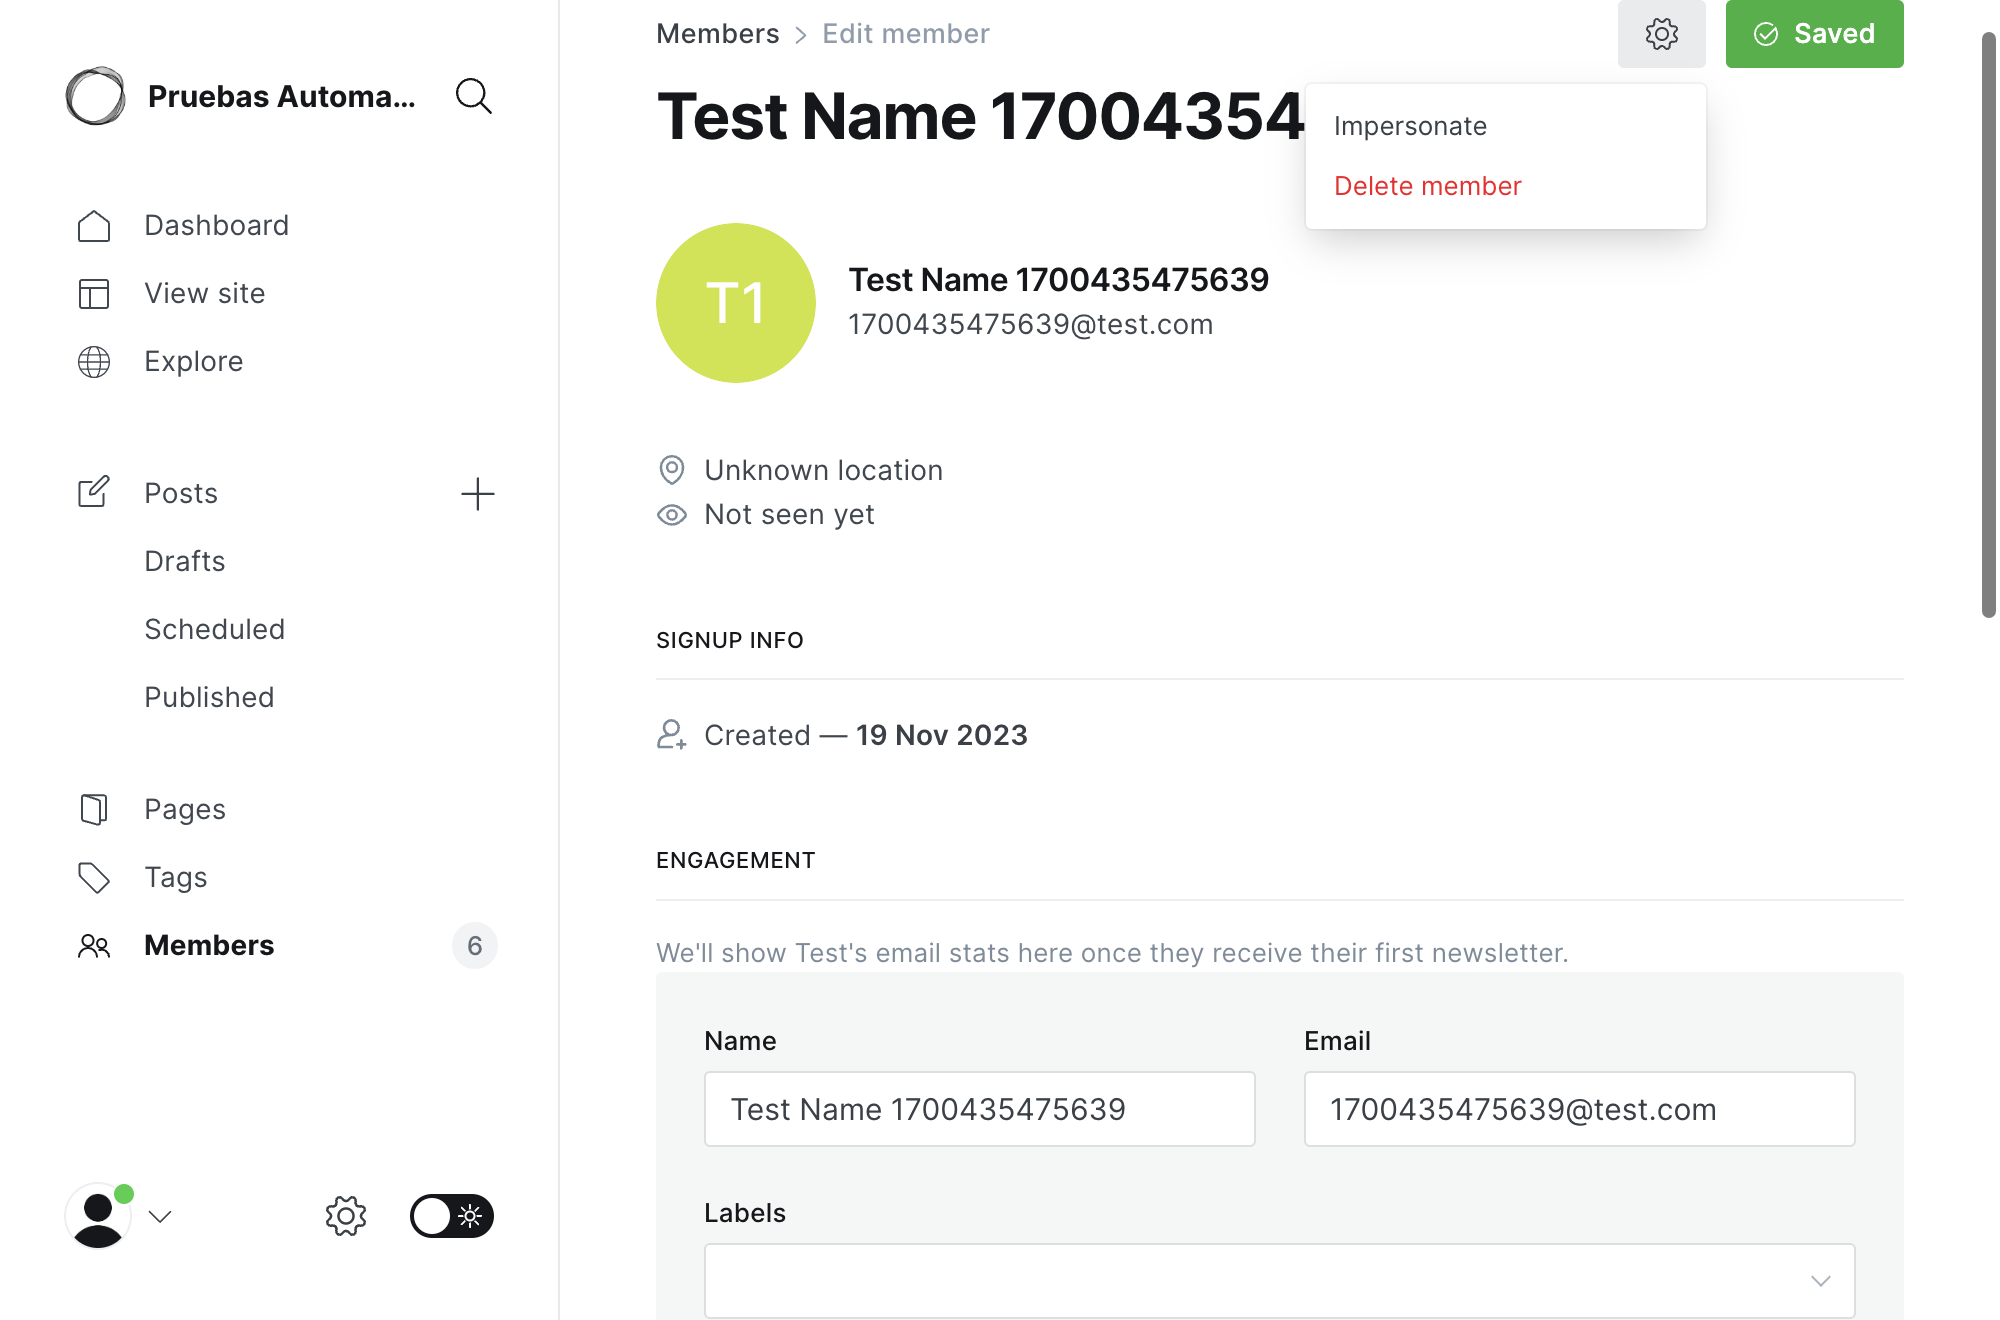 Pruebas Automa...
Dashboard
View site
Explore
Posts
Drafts
Scheduled
Published
Pages
Tags
Members
6
Members > Edit member
Saved
Test Name 17004354
Impersonate
Delete member
T1
Test Name 1700435475639
1700435475639@test.com
Unknown location
Not seen yet
SIGNUP INFO
Created — 19 Nov 2023
ENGAGEMENT
We'll show Test's email stats here once they receive their first newsletter.
Name
Email
Test Name 1700435475639
1700435475639@test.com
Labels